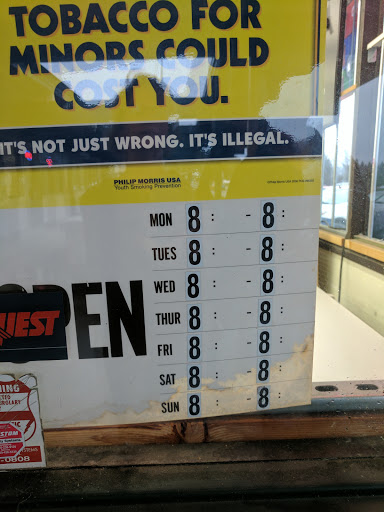 TOBACCO FOR
MINORS COULD
COST YOU.
IT'S NOT JUST WRONG. IT'S ILLEGAL.
PHILIP MORRIS USA
Youth Smoking Prevention
MON 8: - 8:
TUES 8: - 8:
WED 8: - 8:
THUR 8: - 8:
FRI 8: - 8:
SAT 8: - 8:
SUN 8: - 8:
PEN
UEST